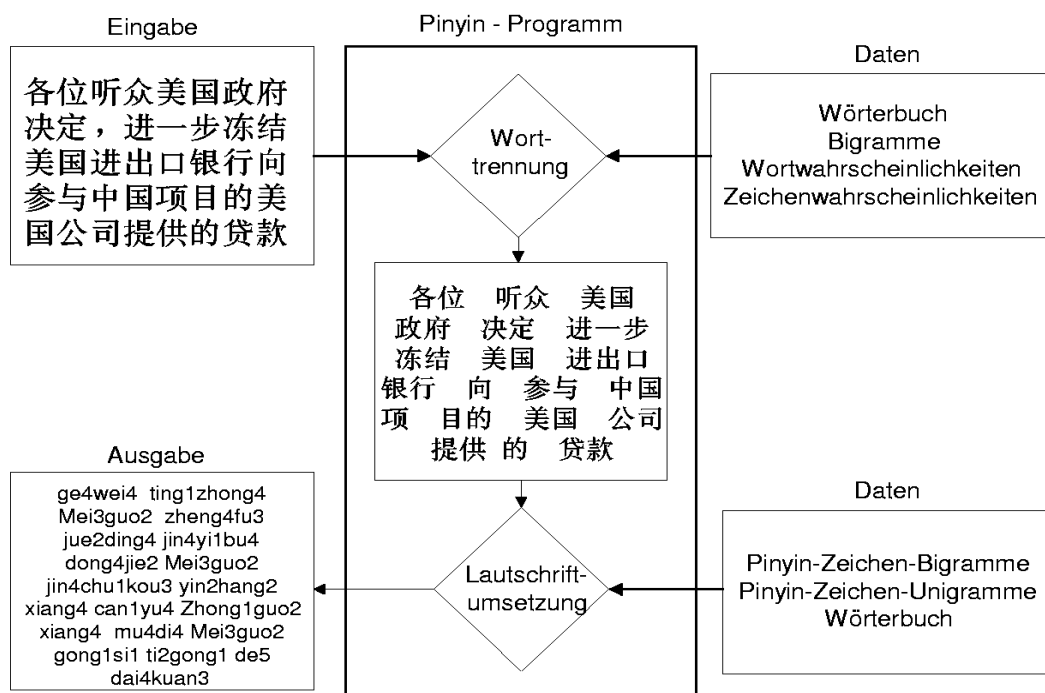 Eingabe
各位听众美国政府
决定，进一步冻结
美国进出口银行向
参与中国项目的美
国公司提供的贷款
Pinyin - Programm
Wort-
trennung
Daten
Wörterbuch
Bigramme
Wortwahrscheinlichkeiten
Zeichenwahrscheinlichkeiten
各位 听众 美国
政府 决定 进一步
冻结 美国 进出口
银行 向 参与 中国
项 目的 美国 公司
提供 的 贷款
Ausgabe
ge4wei4 ting1zhong4
Mei3guo2 zheng4fu3
jue2ding4 jin4yi1bu4
dong4jie2 Mei3guo2
jin4chu1kou3 yin2hang2
xiang4 can1yu4 Zhong1guo2
xiang4 mu4di4 Mei3guo2
gong1si1 ti2gong1 de5
dai4kuan3
Lautschrift-
umsetzung
Daten
Pinyin-Zeichen-Bigramme
Pinyin-Zeichen-Unigramme
Wörterbuch